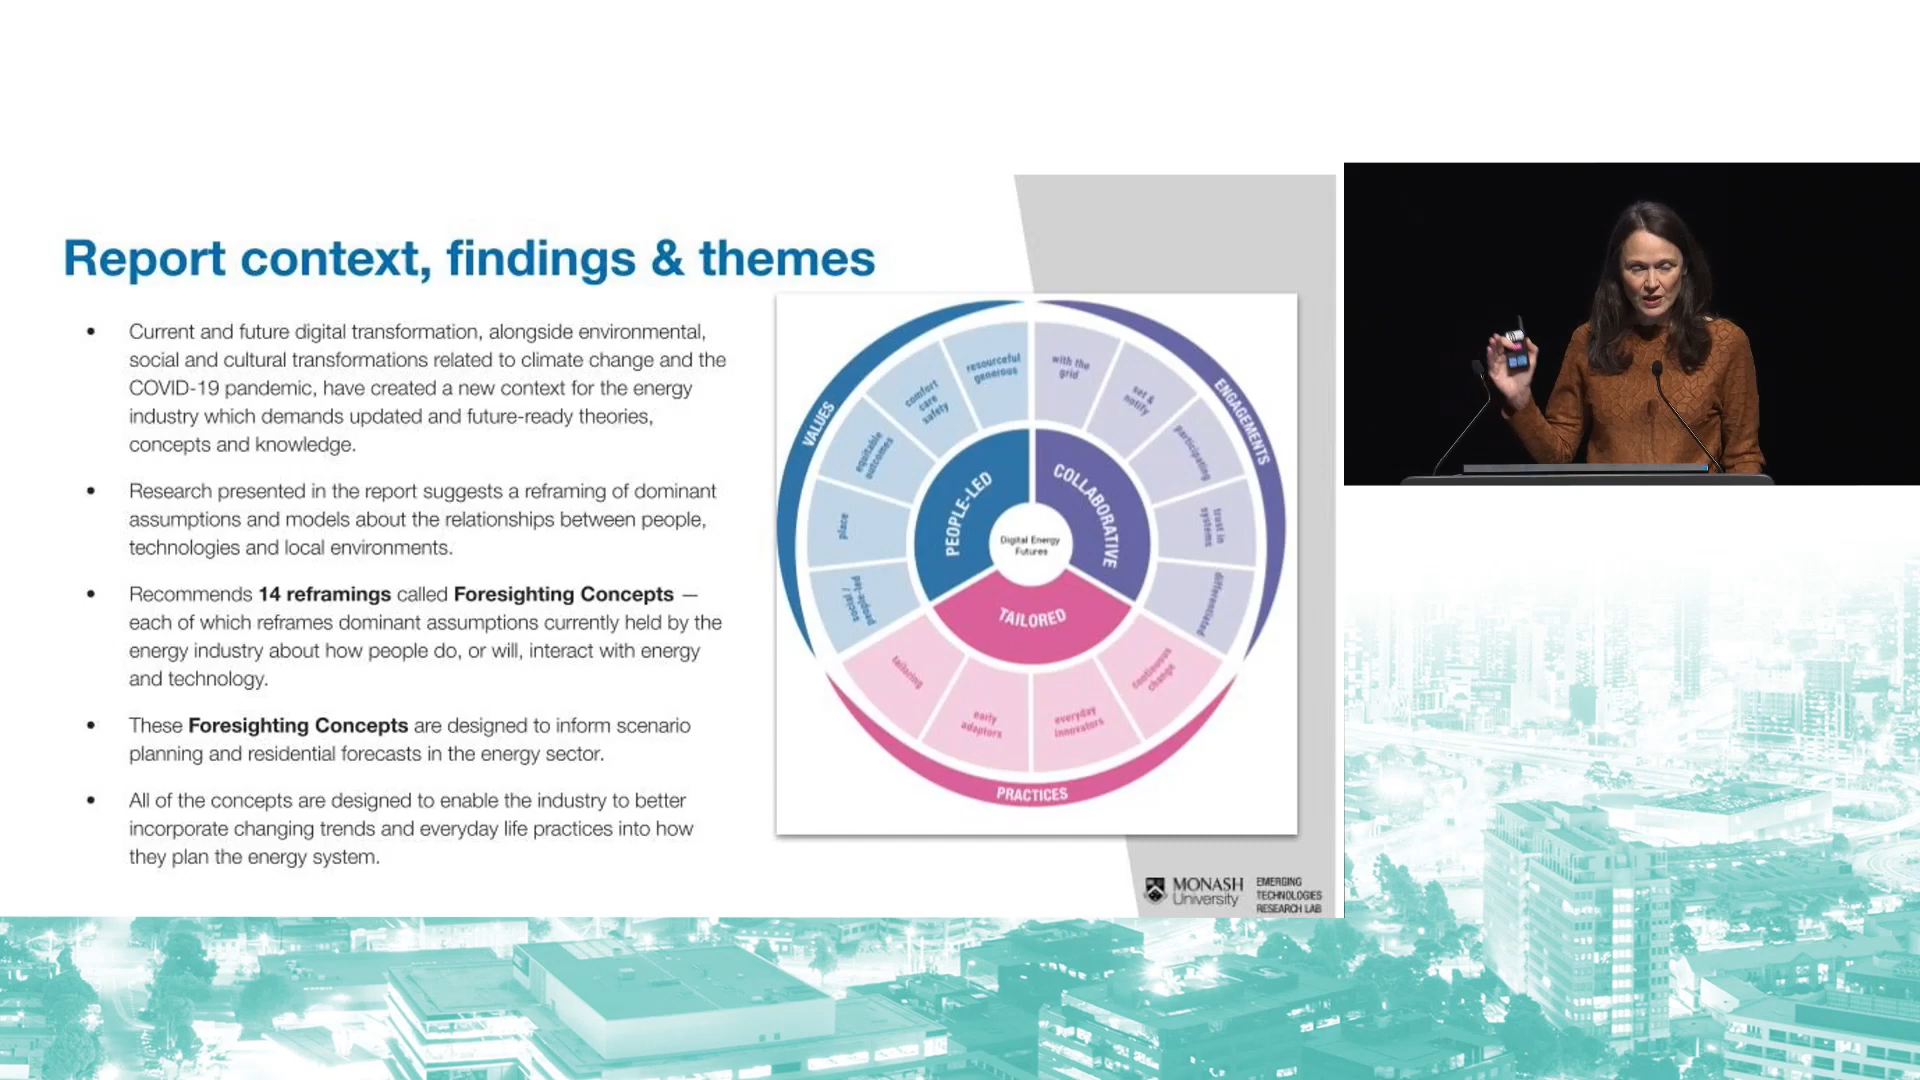 Report context, findings & themes
• Current and future digital transformation, alongside environmental,
social and cultural transformations related to climate change and the
COVID-19 pandemic, have created a new context for the energy
industry which demands updated and future-ready theories,
concepts and knowledge.
• Research presented in the report suggests a reframing of dominant
assumptions and models about the relationships between people,
technologies and local environments.
• Recommends 14 reframings called Foresighting Concepts —
each of which reframes dominant assumptions currently held by the
energy industry about how people do, or will, interact with energy
and technology.
• These Foresighting Concepts are designed to inform scenario
planning and residential forecasts in the energy sector.
• All of the concepts are designed to enable the industry to better
incorporate changing trends and everyday life practices into how
they plan the energy system.
VALUES
resourceful
generous
comfort
care
safety
equitable
outcomes
place
social /
people-led
PEOPLE-LED
ENGAGEMENTS
with the
grid
set &
notify
participating
trust in
systems
differentiated
COLLABORATIVE
Digital Energy
Futures
TAILORED
tailoring
early
adaptors
everyday
innovators
continuous
change
PRACTICES
MONASH
University
EMERGING
TECHNOLOGIES
RESEARCH LAB